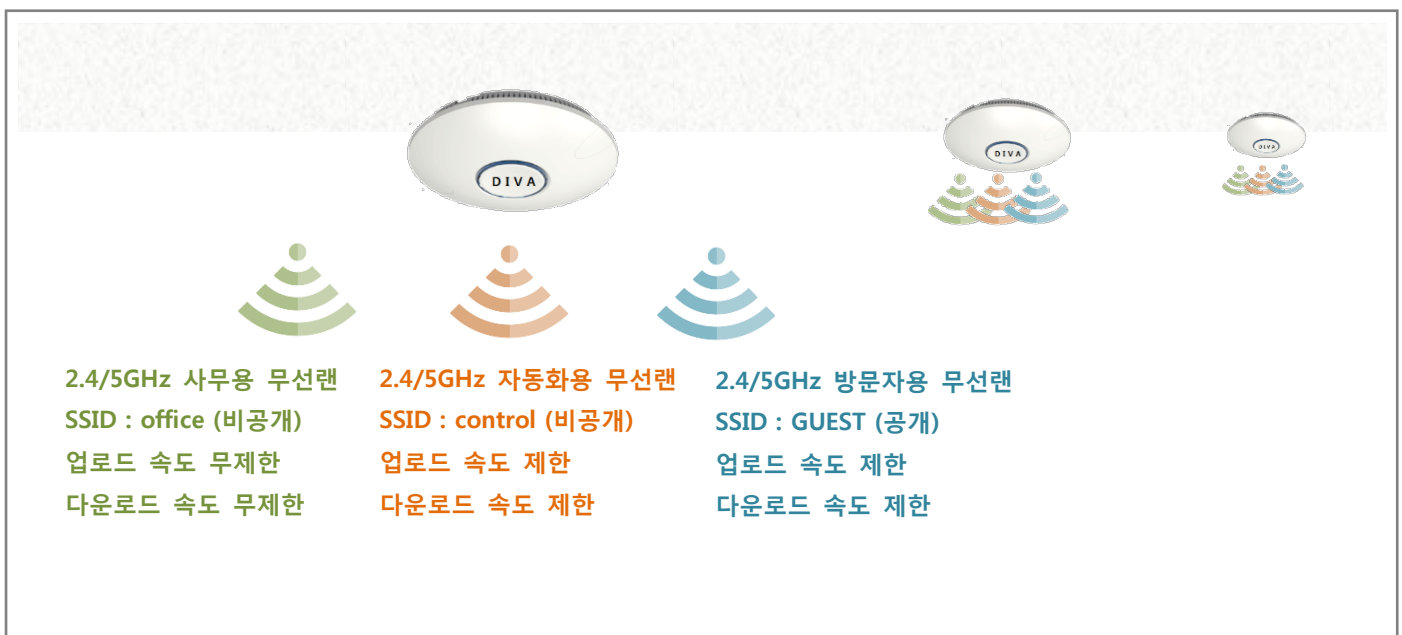 DIVA
DIVA
DIVA
2.4/5GHz 사무용 무선랜
SSID : office (비공개)
업로드 속도 무제한
다운로드 속도 무제한
2.4/5GHz 자동화용 무선랜
SSID : control (비공개)
업로드 속도 제한
다운로드 속도 제한
2.4/5GHz 방문자용 무선랜
SSID : GUEST (공개)
업로드 속도 제한
다운로드 속도 제한